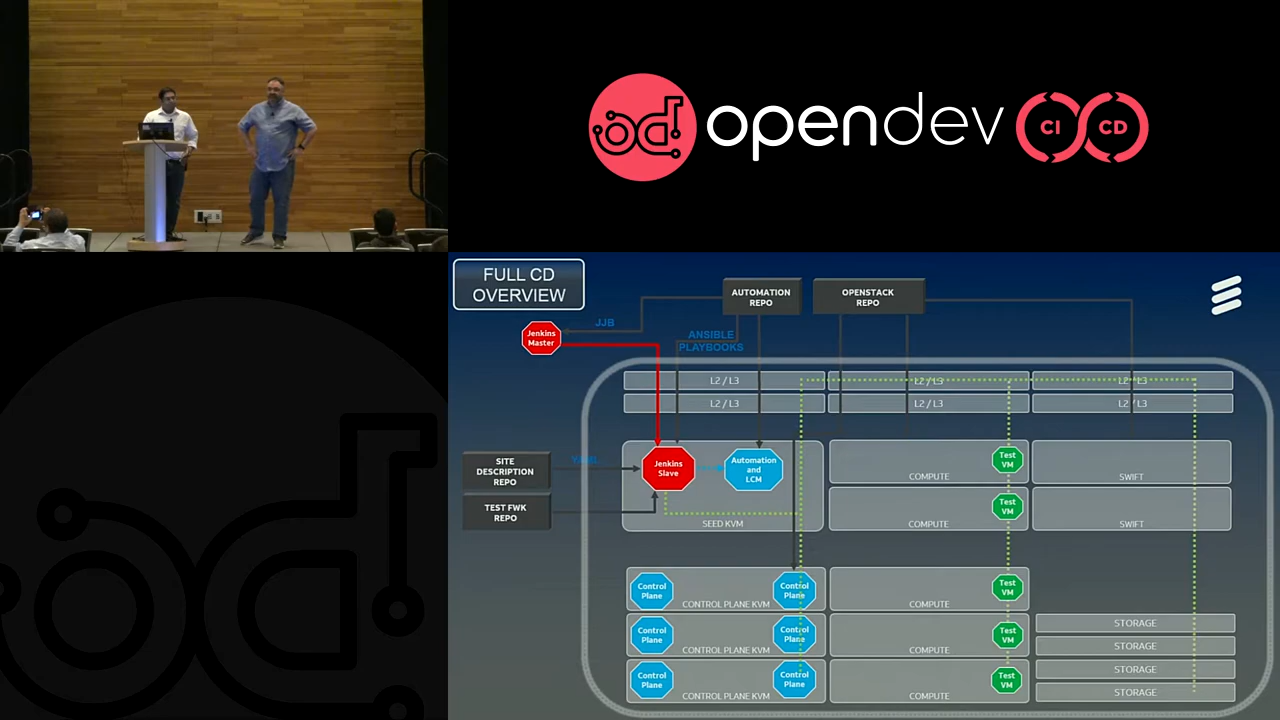 opendev
CI
CD
FULL CD
OVERVIEW
AUTOMATION
REPO
OPENSTACK
REPO
Jenkins
Master
JJB
ANSIBLE
PLAYBOOKS
L2 / L3
L2 / L3
L2 / L3
L2 / L3
L2 / L3
L2 / L3
SITE
DESCRIPTION
REPO
YAML
TEST FWK
REPO
Jenkins
Slave
Automation
and
LCM
SEED KVM
Test
VM
COMPUTE
SWIFT
Test
VM
COMPUTE
SWIFT
Control
Plane
CONTROL PLANE KVM
Control
Plane
COMPUTE
Test
VM
Control
Plane
CONTROL PLANE KVM
Control
Plane
COMPUTE
Test
VM
STORAGE
STORAGE
Control
Plane
CONTROL PLANE KVM
Control
Plane
COMPUTE
Test
VM
STORAGE
STORAGE